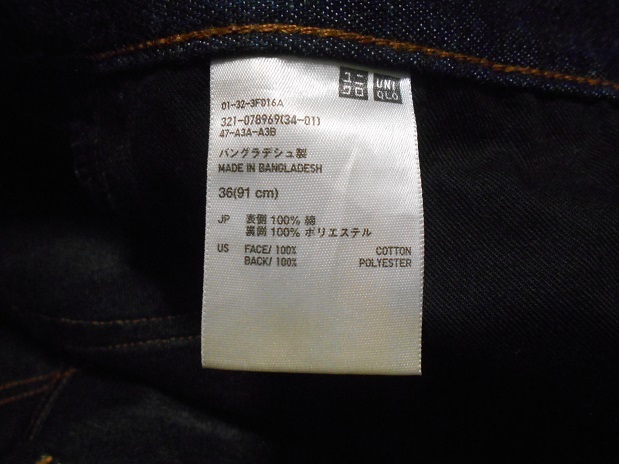 ユニ
クロ
UNI
QLO
01-32-3F016A
321-078969(34-01)
47-A3A-A3B
バングラデシュ製
MADE IN BANGLADESH
36(91 cm)
JP 表側 100% 綿
裏側 100% ポリエステル
US FACE/ 100% COTTON
BACK/ 100% POLYESTER